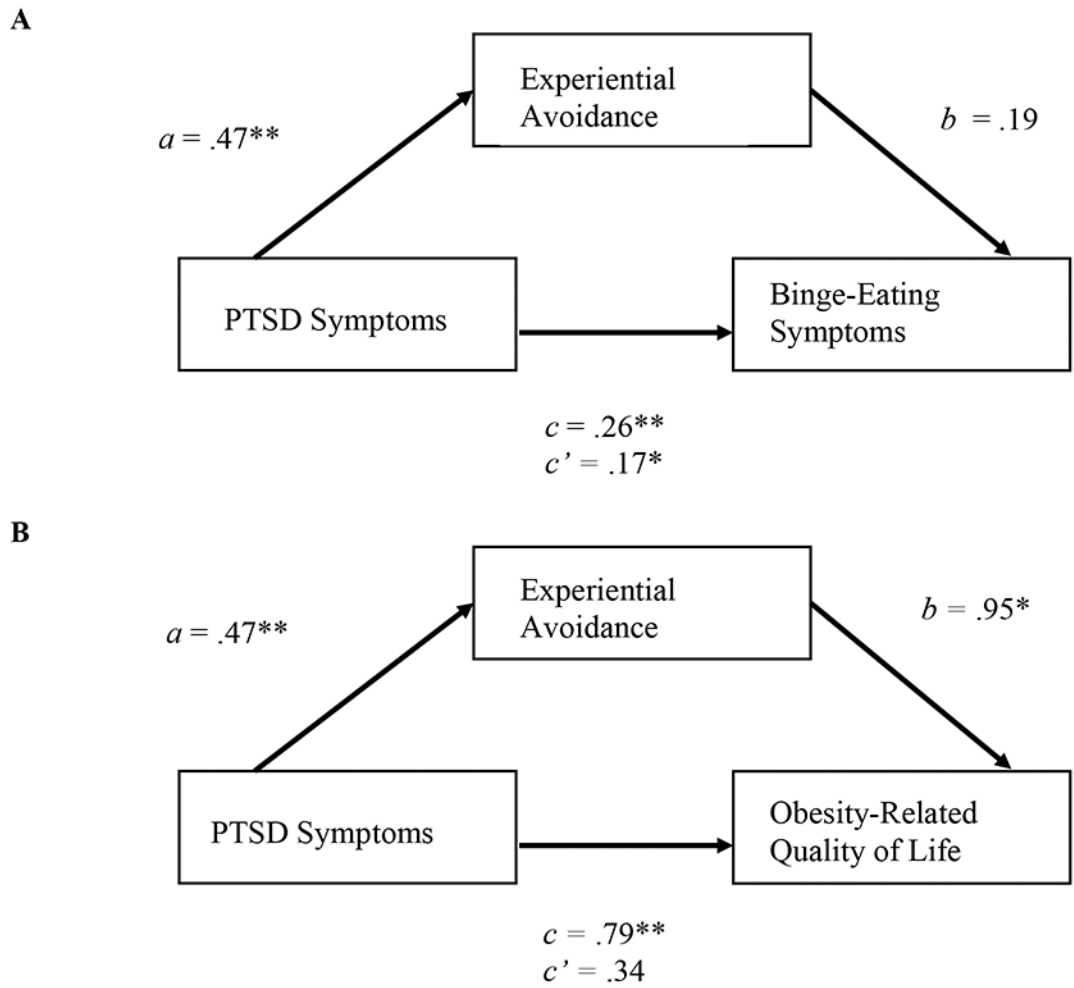 A
Experiential
Avoidance
a = .47**
b = .19
PTSD Symptoms
Binge-Eating
Symptoms
c = .26**
c’ = .17*
B
Experiential
Avoidance
a = .47**
b = .95*
PTSD Symptoms
Obesity-Related
Quality of Life
c = .79**
c’ = .34